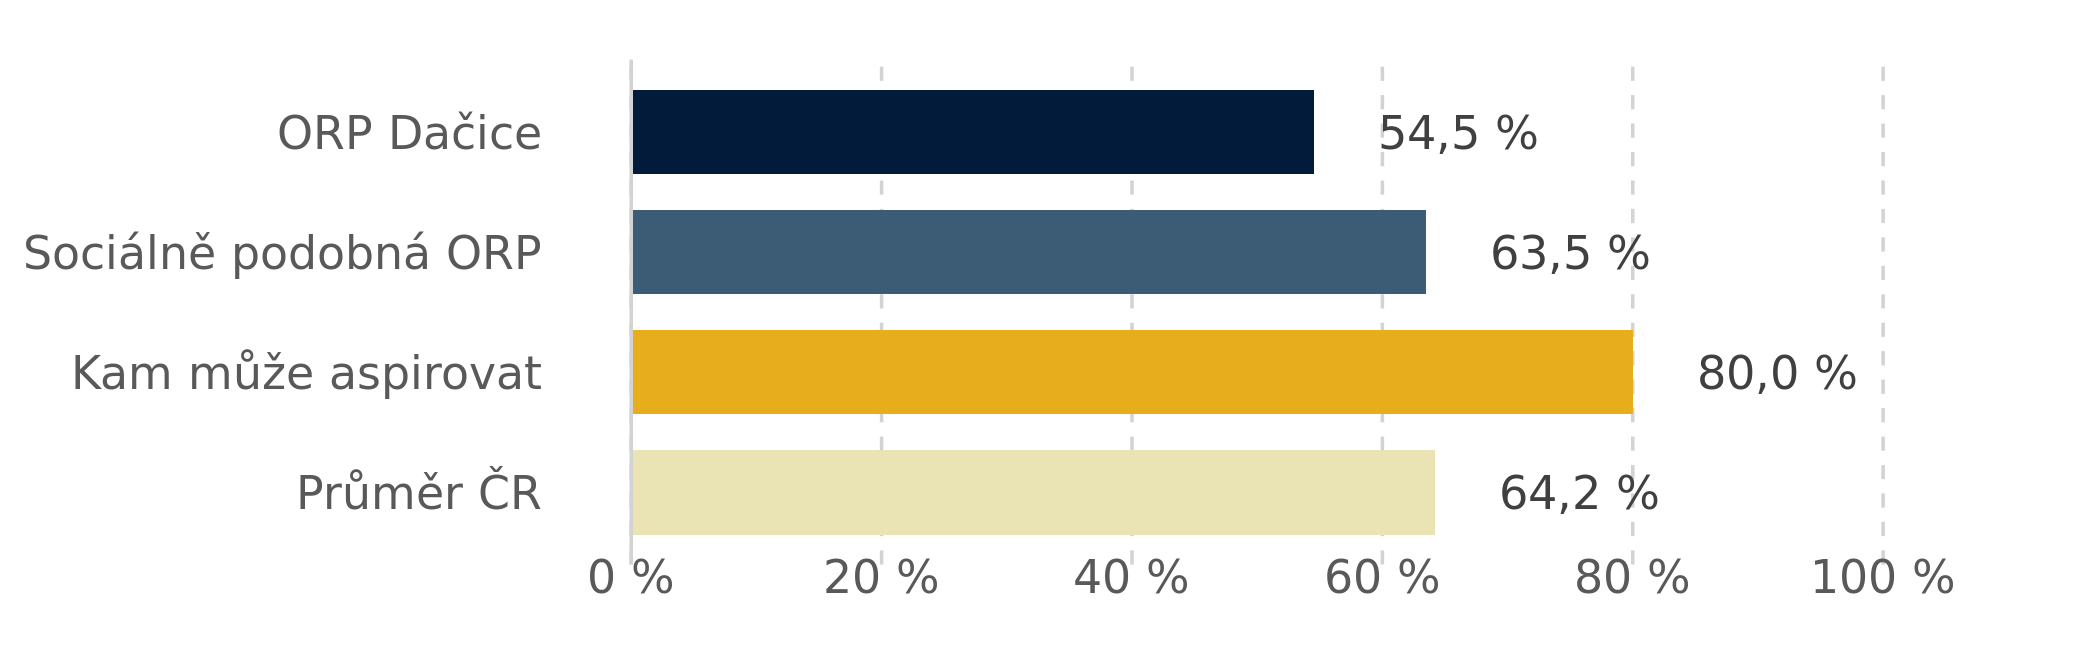 ORP Dačice 54,5 %
Sociálně podobná ORP 63,5 %
Kam může aspirovat 80,0 %
Průměr ČR 64,2 %
0 % 20 % 40 % 60 % 80 % 100 %